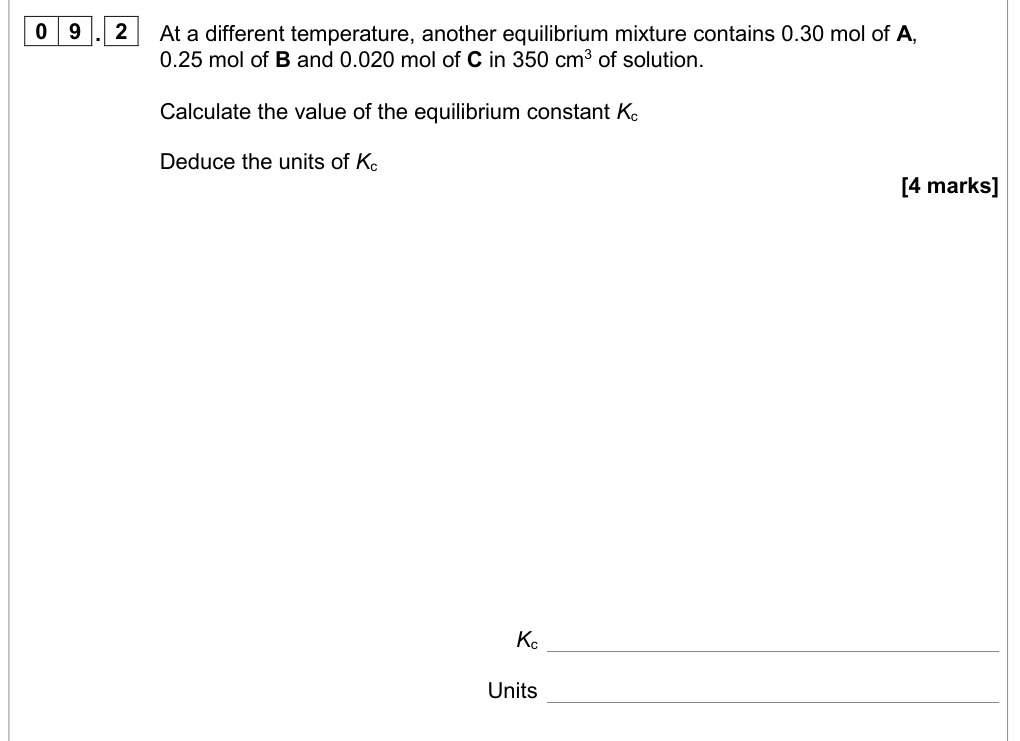 0 9 . 2 At a different temperature, another equilibrium mixture contains 0.30 mol of A,
0.25 mol of B and 0.020 mol of C in 350 cm³ of solution.
Calculate the value of the equilibrium constant Kc
Deduce the units of Kc
[4 marks]
Kc
Units